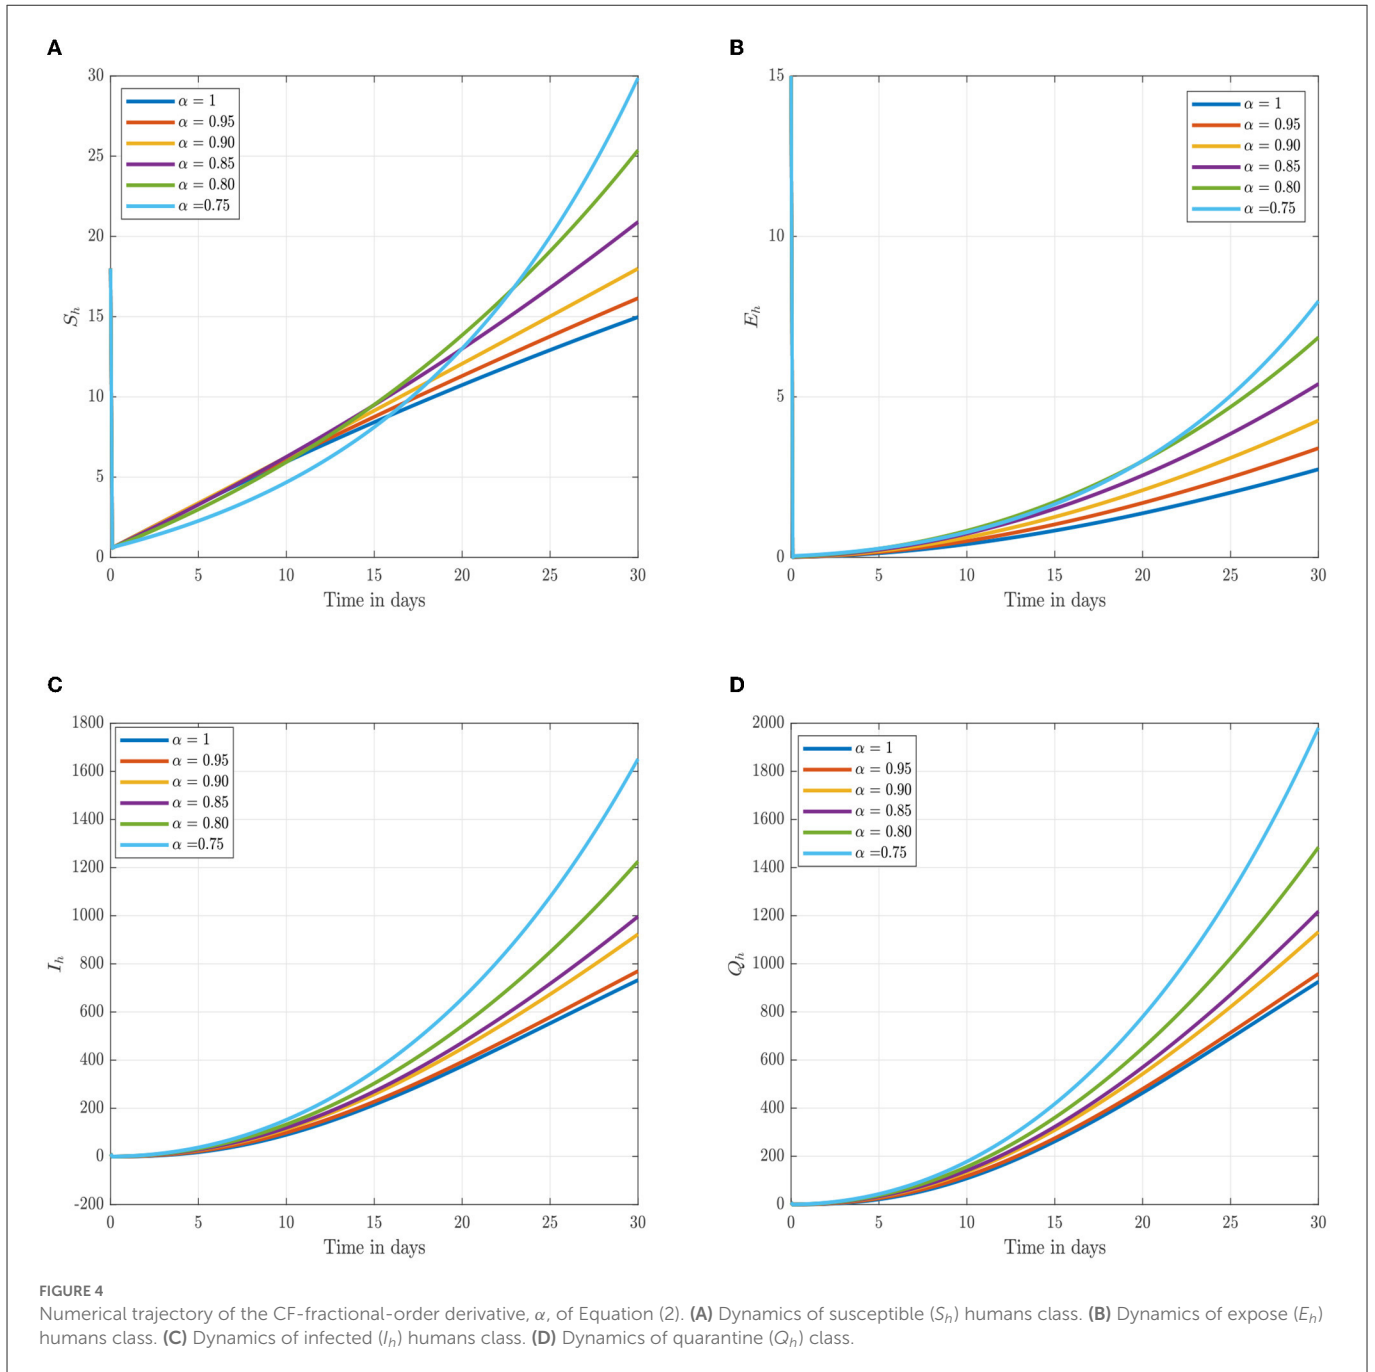 A
30
25
20
15
10
5
0
S_h
α = 1
α = 0.95
α = 0.90
α = 0.85
α = 0.80
α =0.75
0 5 10 15 20 25 30
Time in days
B
15
10
5
0
E_h
α = 1
α = 0.95
α = 0.90
α = 0.85
α = 0.80
α =0.75
0 5 10 15 20 25 30
Time in days
C
1800
1600
1400
1200
1000
800
600
400
200
0
-200
I_h
α = 1
α = 0.95
α = 0.90
α = 0.85
α = 0.80
α =0.75
0 5 10 15 20 25 30
Time in days
D
2000
1800
1600
1400
1200
1000
800
600
400
200
0
Q_h
α = 1
α = 0.95
α = 0.90
α = 0.85
α = 0.80
α =0.75
0 5 10 15 20 25 30
Time in days
FIGURE 4
Numerical trajectory of the CF-fractional-order derivative, α, of Equation (2). (A) Dynamics of susceptible (S_h) humans class. (B) Dynamics of expose (E_h)
humans class. (C) Dynamics of infected (I_h) humans class. (D) Dynamics of quarantine (Q_h) class.